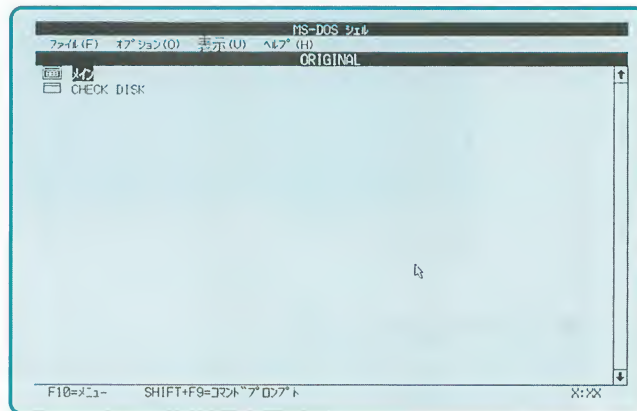 MS-DOS ｼｪﾙ
ﾌｧｲﾙ(F) ｵﾌﾟｼｮﾝ(O) 表示(U) ﾍﾙﾌﾟ(H)
ORIGINAL
ﾒｲﾝ
CHECK DISK
F10=ﾒﾆｭｰ SHIFT+F9=ｺﾏﾝﾄﾞﾌﾟﾛﾝﾌﾟﾄ X:XX